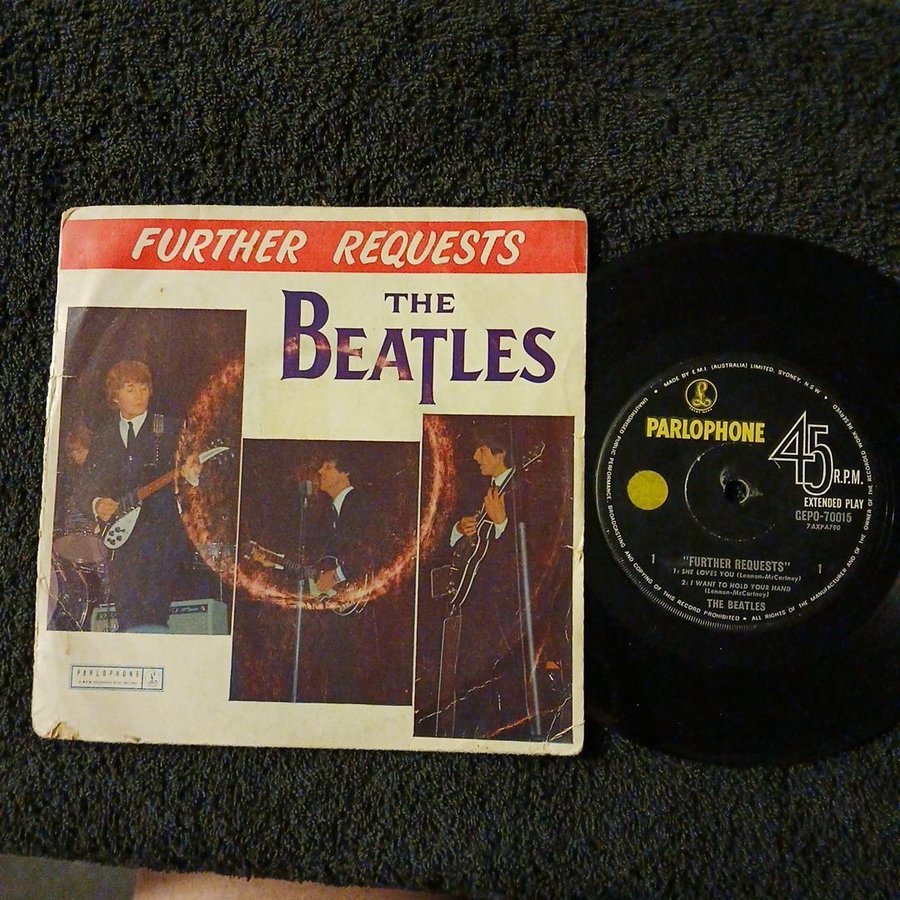 FURTHER REQUESTS
THE
BEATLES
PARLOPHONE
MADE BY E.M.I. (AUSTRALIA) LIMITED, SYDNEY, N.S.W.
PARLOPHONE
45
R.P.M.
EXTENDED PLAY
GEPO-70015
7AXPA790
1
"FURTHER REQUESTS"
1
1: SHE LOVES YOU (Lennon-McCartney)
2: I WANT TO HOLD YOUR HAND
(Lennon-McCartney)
THE BEATLES
UNAUTHORISED PUBLIC PERFORMANCE, BROADCASTING AND COPYING OF THIS RECORD PROHIBITED • ALL RIGHTS OF THE MANUFACTURER AND OF THE OWNER OF THE RECORDED WORK RESERVED